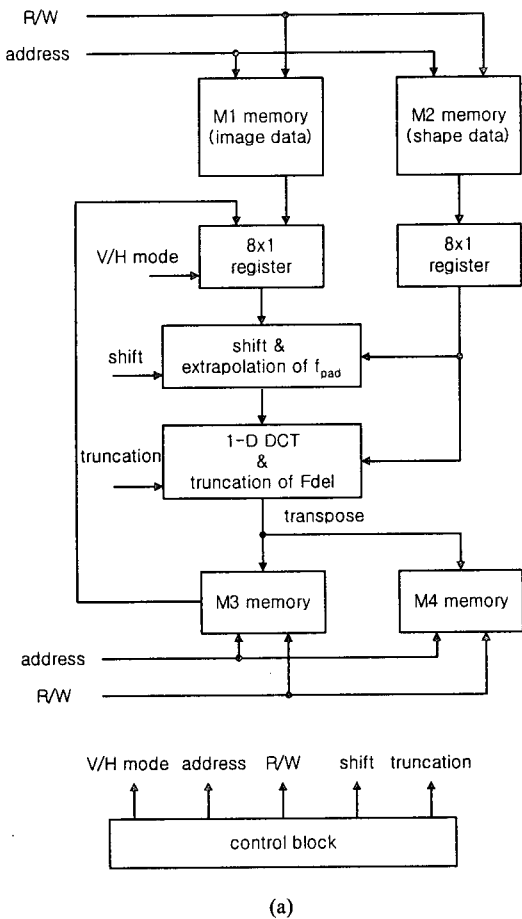 R/W
address
M1 memory
(image data)
M2 memory
(shape data)
V/H mode
8x1
register
8x1
register
shift
shift &
extrapolation of fpad
truncation
1-D DCT
&
truncation of Fdel
transpose
M3 memory
M4 memory
address
R/W
V/H mode address R/W shift truncation
control block
(a)